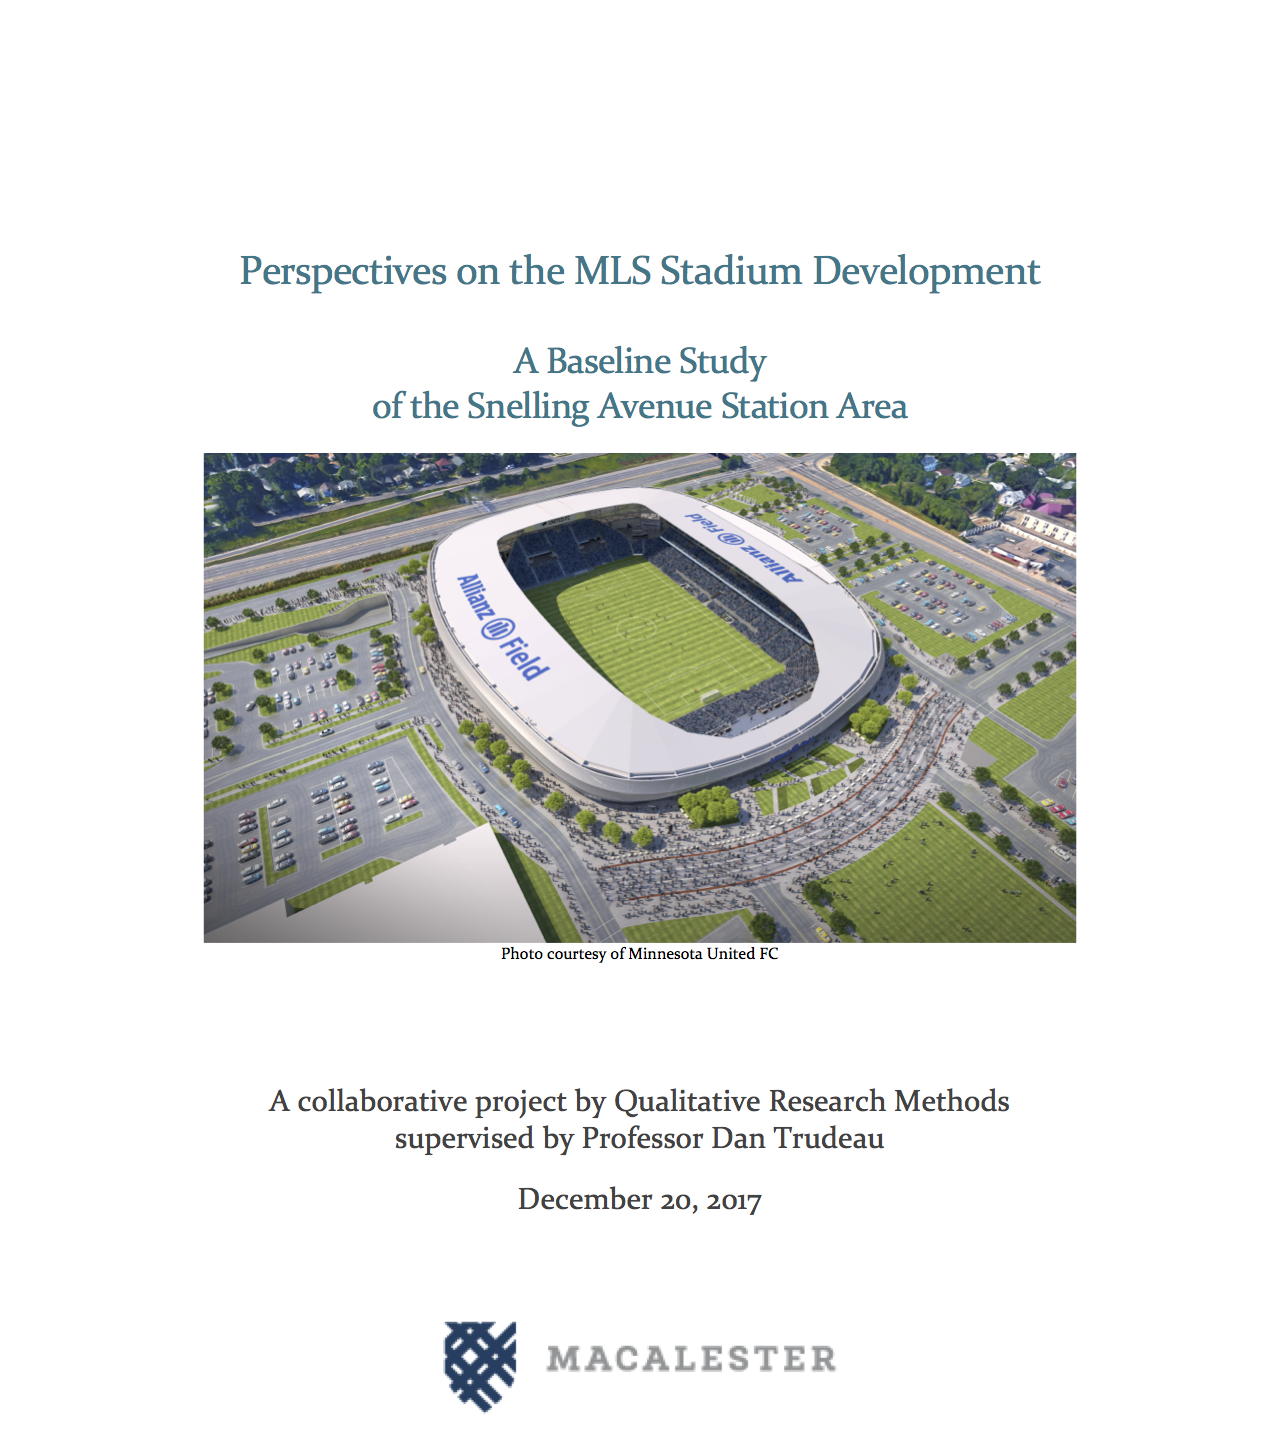 Perspectives on the MLS Stadium Development
A Baseline Study
of the Snelling Avenue Station Area
Allianz Field
Allianz Field
Photo courtesy of Minnesota United FC
A collaborative project by Qualitative Research Methods
supervised by Professor Dan Trudeau
December 20, 2017
MACALESTER